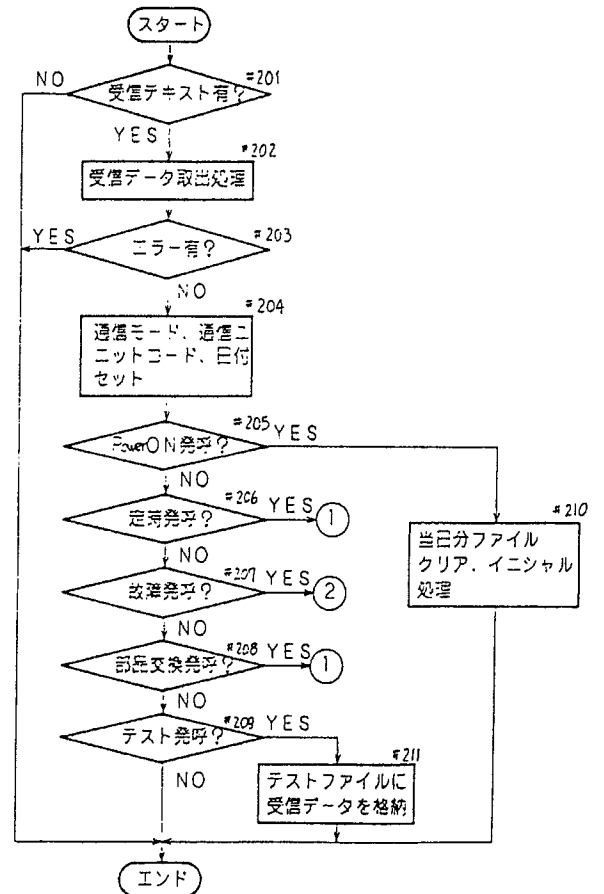 スタート
NO
#201
受信テキスト有?
YES
#202
受信データ取出処理
YES
#203
エラー有?
NO
#204
通信モード、通信ユ
ニットコード、日付
セット
#205
YES
PowerON発呼?
NO
#206
YES
定時発呼?
1
NO
#207
YES
故障発呼?
2
NO
#208
YES
部品交換発呼?
1
NO
#209
YES
テスト発呼?
NO
#210
当日分ファイル
クリア、イニシャル
処理
#211
テストファイルに
受信データを格納
エンド